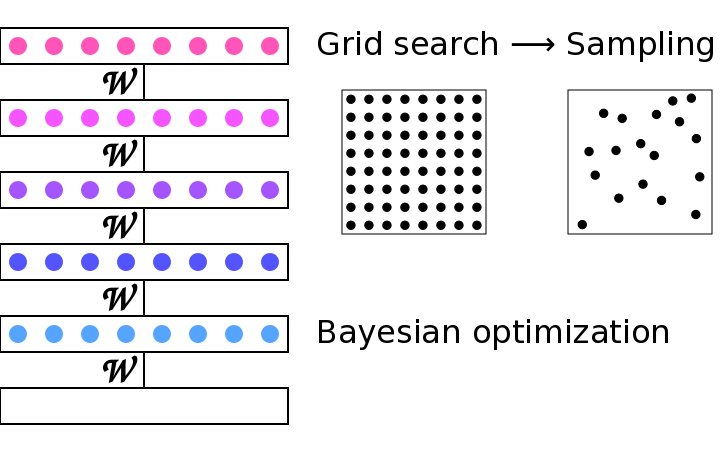 Grid search ⟶ Sampling
𝓦
𝓦
𝓦
𝓦
Bayesian optimization
𝓦